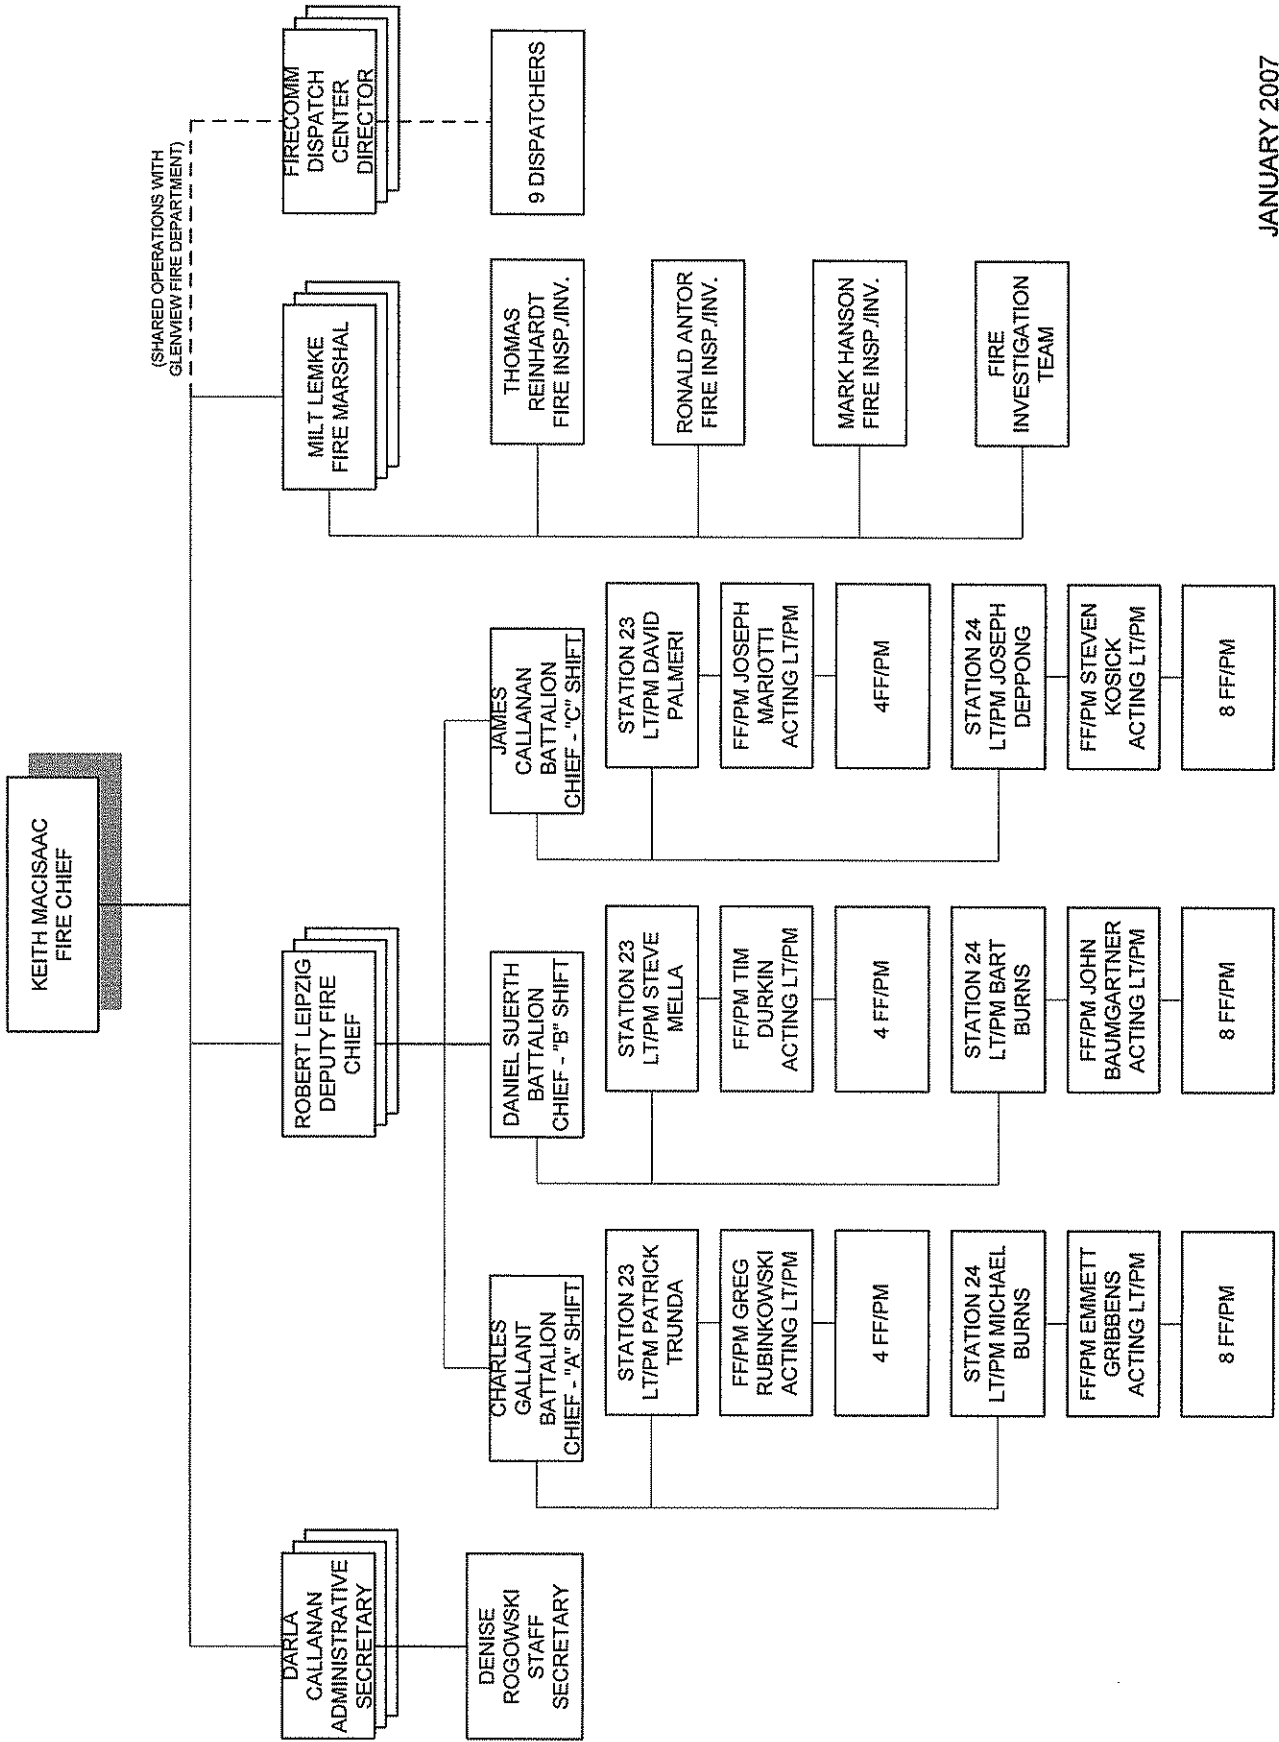 KEITH MACISAAC
FIRE CHIEF
(SHARED OPERATIONS WITH
GLENVIEW FIRE DEPARTMENT)
DARLA
CALLANAN
ADMINISTRATIVE
SECRETARY
DENISE
ROGOWSKI
STAFF
SECRETARY
ROBERT LEIPZIG
DEPUTY FIRE
CHIEF
CHARLES
GALLANT
BATTALION
CHIEF - "A" SHIFT
STATION 23
LT/PM PATRICK
TRUNDA
FF/PM GREG
RUBINKOWSKI
ACTING LT/PM
4 FF/PM
STATION 24
LT/PM MICHAEL
BURNS
FF/PM EMMETT
GRIBBENS
ACTING LT/PM
8 FF/PM
DANIEL SUERTH
BATTALION
CHIEF - "B" SHIFT
STATION 23
LT/PM STEVE
MELLA
FF/PM TIM
DURKIN
ACTING LT/PM
4 FF/PM
STATION 24
LT/PM BART
BURNS
FF/PM JOHN
BAUMGARTNER
ACTING LT/PM
8 FF/PM
JAMES
CALLANAN
BATTALION
CHIEF - "C" SHIFT
STATION 23
LT/PM DAVID
PALMERI
FF/PM JOSEPH
MARIOTTI
ACTING LT/PM
4FF/PM
STATION 24
LT/PM JOSEPH
DEPPONG
FF/PM STEVEN
KOSICK
ACTING LT/PM
8 FF/PM
MILT LEMKE
FIRE MARSHAL
THOMAS
REINHARDT
FIRE INSP./INV.
RONALD ANTOR
FIRE INSP./INV.
MARK HANSON
FIRE INSP./INV.
FIRE
INVESTIGATION
TEAM
FIRECOMM
DISPATCH
CENTER
DIRECTOR
9 DISPATCHERS
JANUARY 2007